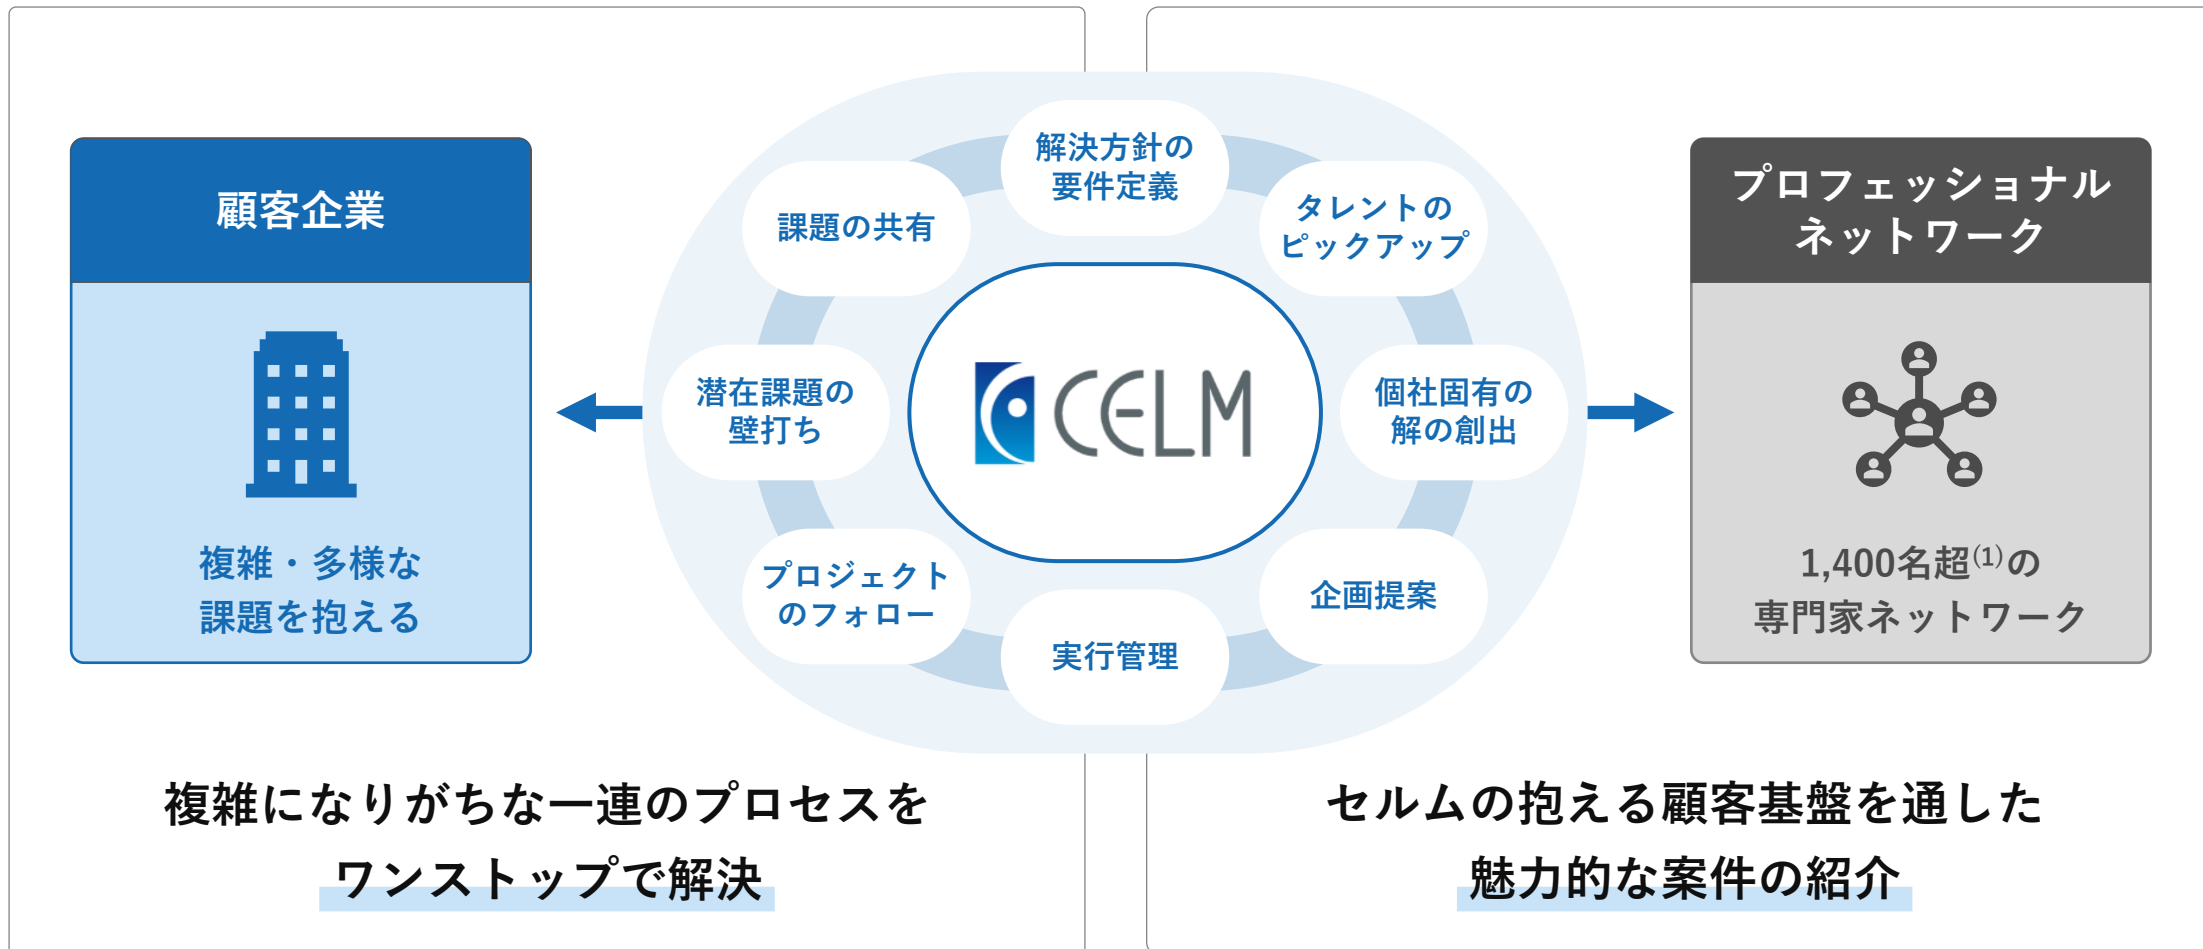 顧客企業
複雑・多様な
課題を抱える
解決方針の
要件定義
課題の共有
タレントの
ピックアップ
潜在課題の
壁打ち
CELM
個社固有の
解の創出
プロジェクト
のフォロー
企画提案
実行管理
プロフェッショナル
ネットワーク
1,400名超(1)の
専門家ネットワーク
複雑になりがちな一連のプロセスを
ワンストップで解決
セルムの抱える顧客基盤を通した
魅力的な案件の紹介